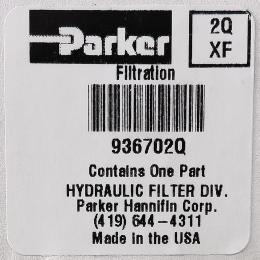 Parker
2Q
XF
Filtration
936702Q
Contains One Part
HYDRAULIC FILTER DIV.
Parker Hannifin Corp.
(419) 644-4311
Made in the USA